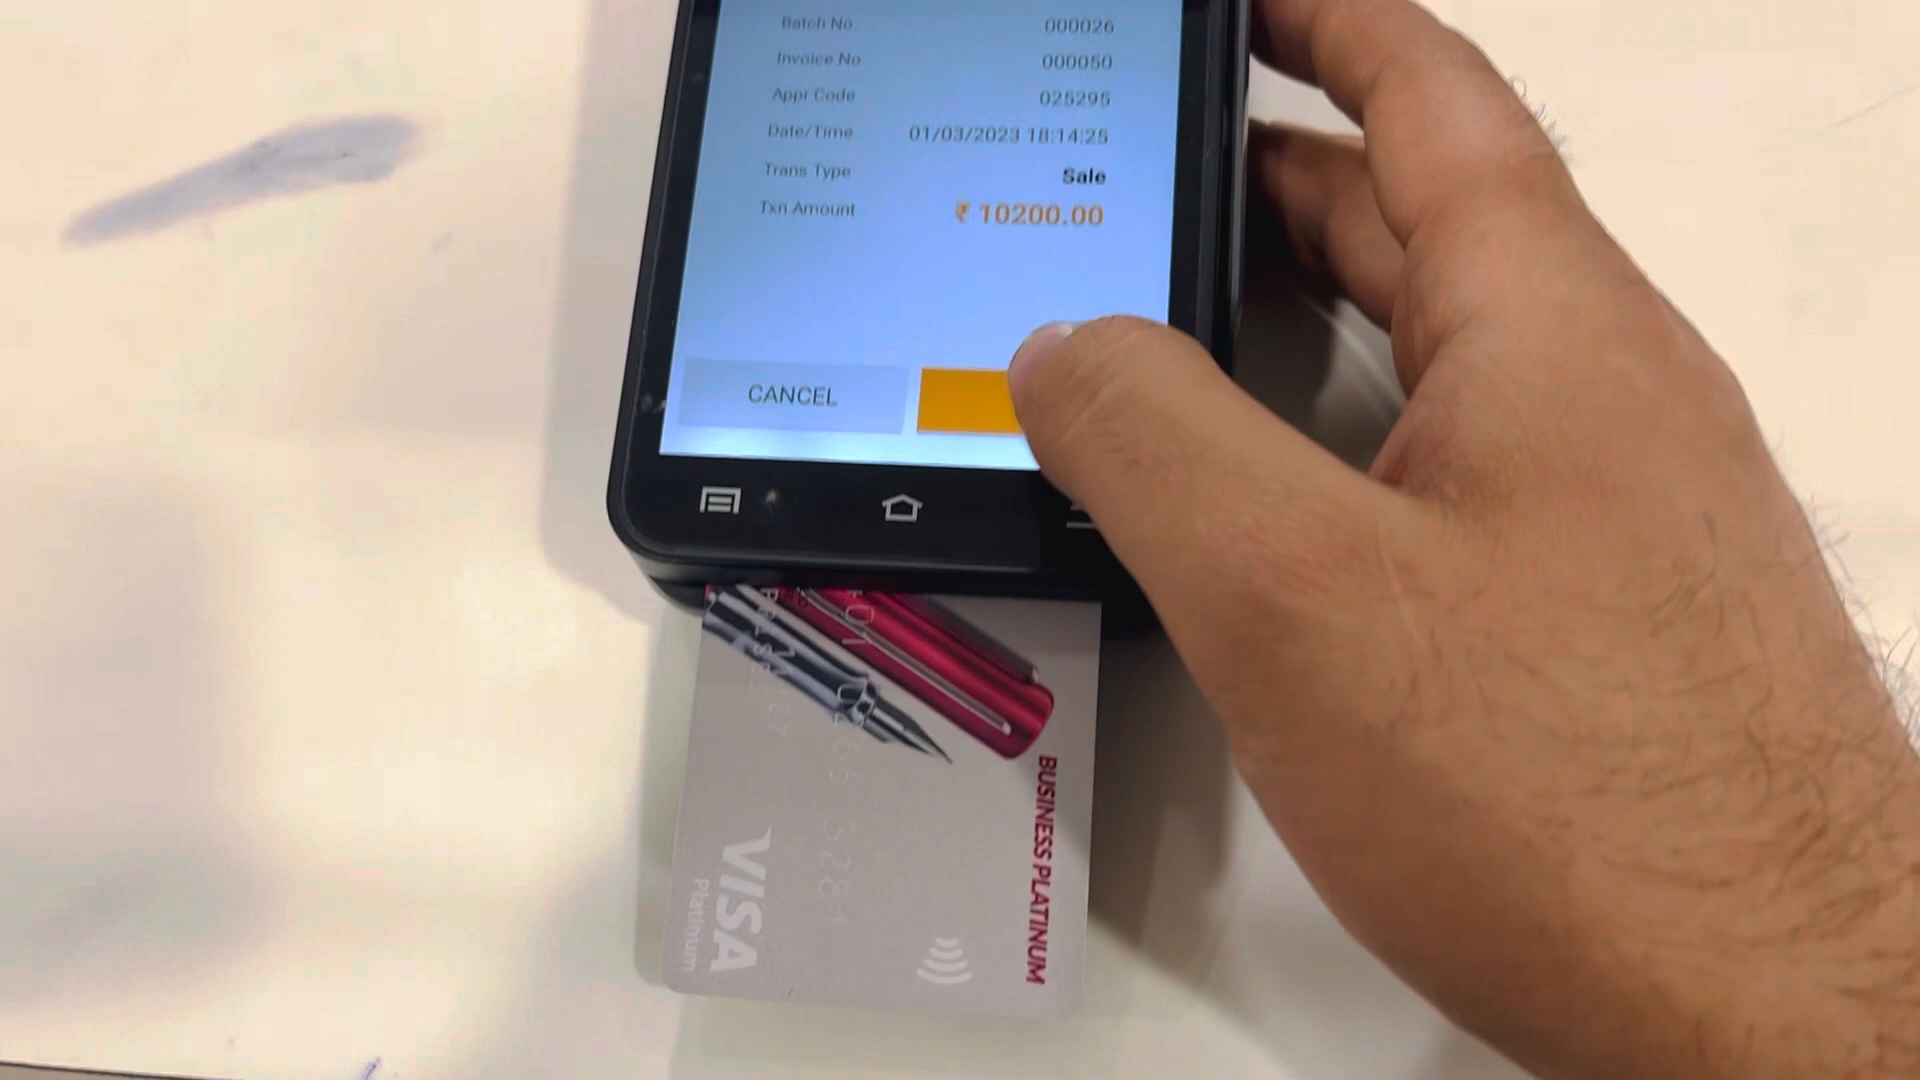 Batch No. 000026
Invoice No 000050
Appr Code 025295
Date/Time 01/03/2023 18:14:25
Trans Type Sale
Txn Amount ₹ 10200.00
CANCEL
BUSINESS PLATINUM
VISA
Platinum